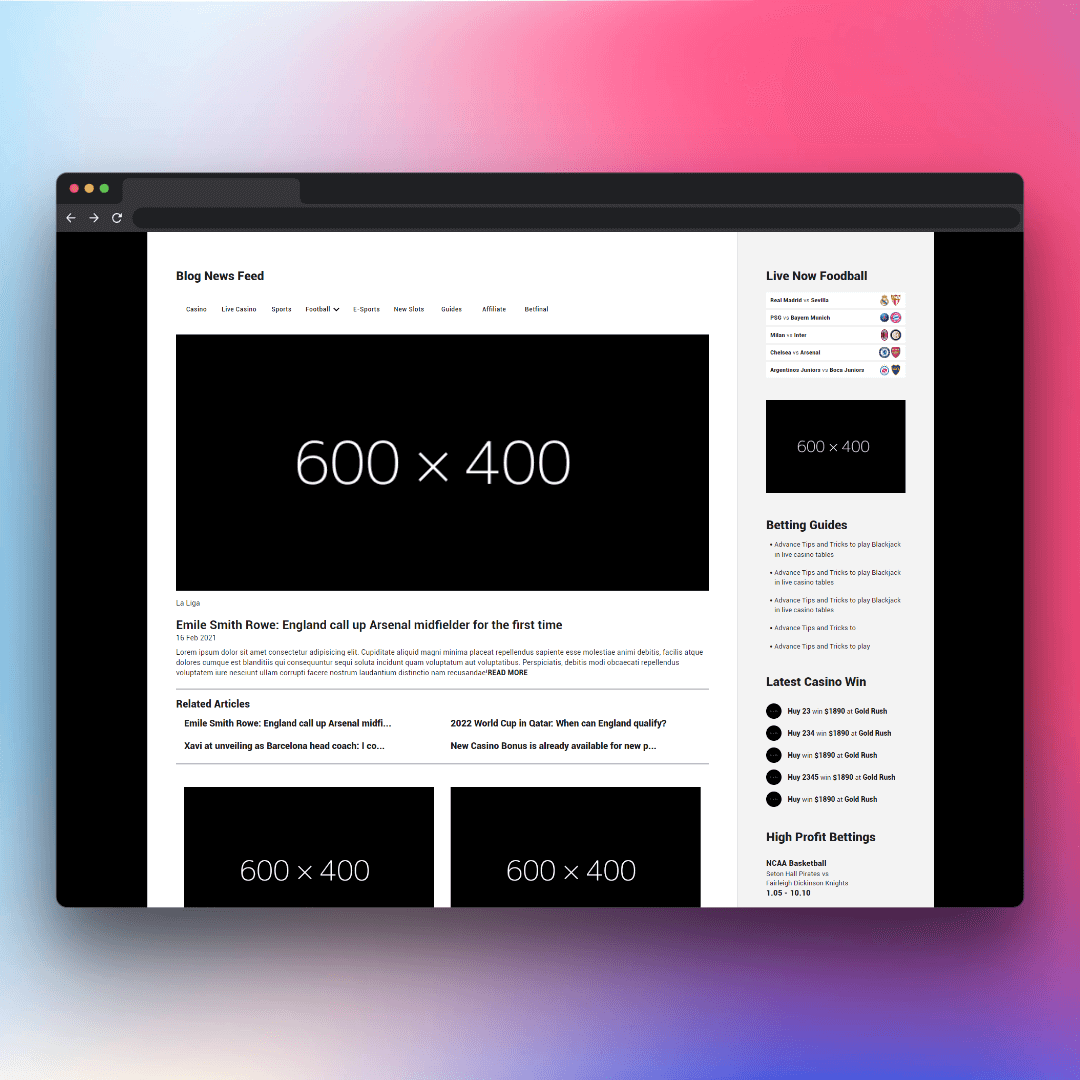 Blog News Feed
Casino Live Casino Sports Football E-Sports New Slots Guides Affiliate Betfinal
600 × 400
La Liga
Emile Smith Rowe: England call up Arsenal midfielder for the first time
16 Feb 2021
Lorem ipsum dolor sit amet consectetur adipisicing elit. Cupiditate aliquid magni minima placeat repellendus sapiente esse molestiae animi debitis, facilis atque
dolores cumque est blanditiis qui consequuntur sequi soluta incidunt quam voluptatum aut voluptatibus. Perspiciatis, debitis modi obcaecati repellendus
voluptatem iure nesciunt ullam corrupti facere nostrum laudantium distinctio nam recusandae!READ MORE
Related Articles
Emile Smith Rowe: England call up Arsenal midfi...
2022 World Cup in Qatar: When can England qualify?
Xavi at unveiling as Barcelona head coach: I co...
New Casino Bonus is already available for new p...
600 × 400
600 × 400
Live Now Foodball
Real Madrid vs Sevilla
PSG vs Bayern Munich
Milan vs Inter
Chelsea vs Arsenal
Argentinos Juniors vs Boca Juniors
600 × 400
Betting Guides
• Advance Tips and Tricks to play Blackjack
in live casino tables
• Advance Tips and Tricks to play Blackjack
in live casino tables
• Advance Tips and Tricks to play Blackjack
in live casino tables
• Advance Tips and Tricks to
• Advance Tips and Tricks to play
Latest Casino Win
Huy 23 win $1890 at Gold Rush
Huy 234 win $1890 at Gold Rush
Huy win $1890 at Gold Rush
Huy 2345 win $1890 at Gold Rush
Huy win $1890 at Gold Rush
High Profit Bettings
NCAA Basketball
Seton Hall Pirates vs
Fairleigh Dickinson Knights
1.05 - 10.10